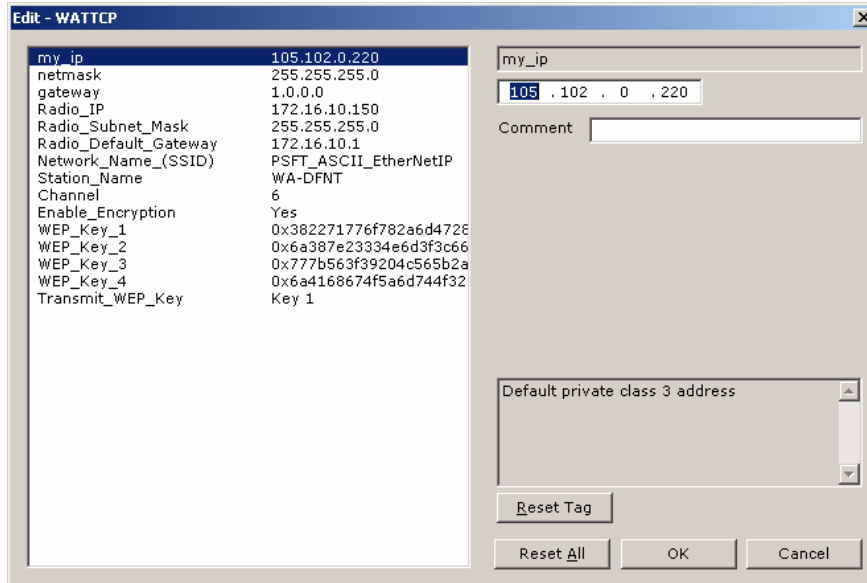 Edit - WATTCP
my_ip 105.102.0.220
netmask 255.255.255.0
gateway 1.0.0.0
Radio_IP 172.16.10.150
Radio_Subnet_Mask 255.255.255.0
Radio_Default_Gateway 172.16.10.1
Network_Name_(SSID) PSFT_ASCII_EtherNetIP
Station_Name WA-DFNT
Channel 6
Enable_Encryption Yes
WEP_Key_1 0x382271776f782a6d4728
WEP_Key_2 0x6a387e23334e6d3f3c66
WEP_Key_3 0x777b563f39204c565b2a
WEP_Key_4 0x6a4168674f5a6d744f32
Transmit_WEP_Key Key 1
my_ip
105 . 102 . 0 . 220
Comment
Default private class 3 address
Reset Tag
Reset All OK Cancel